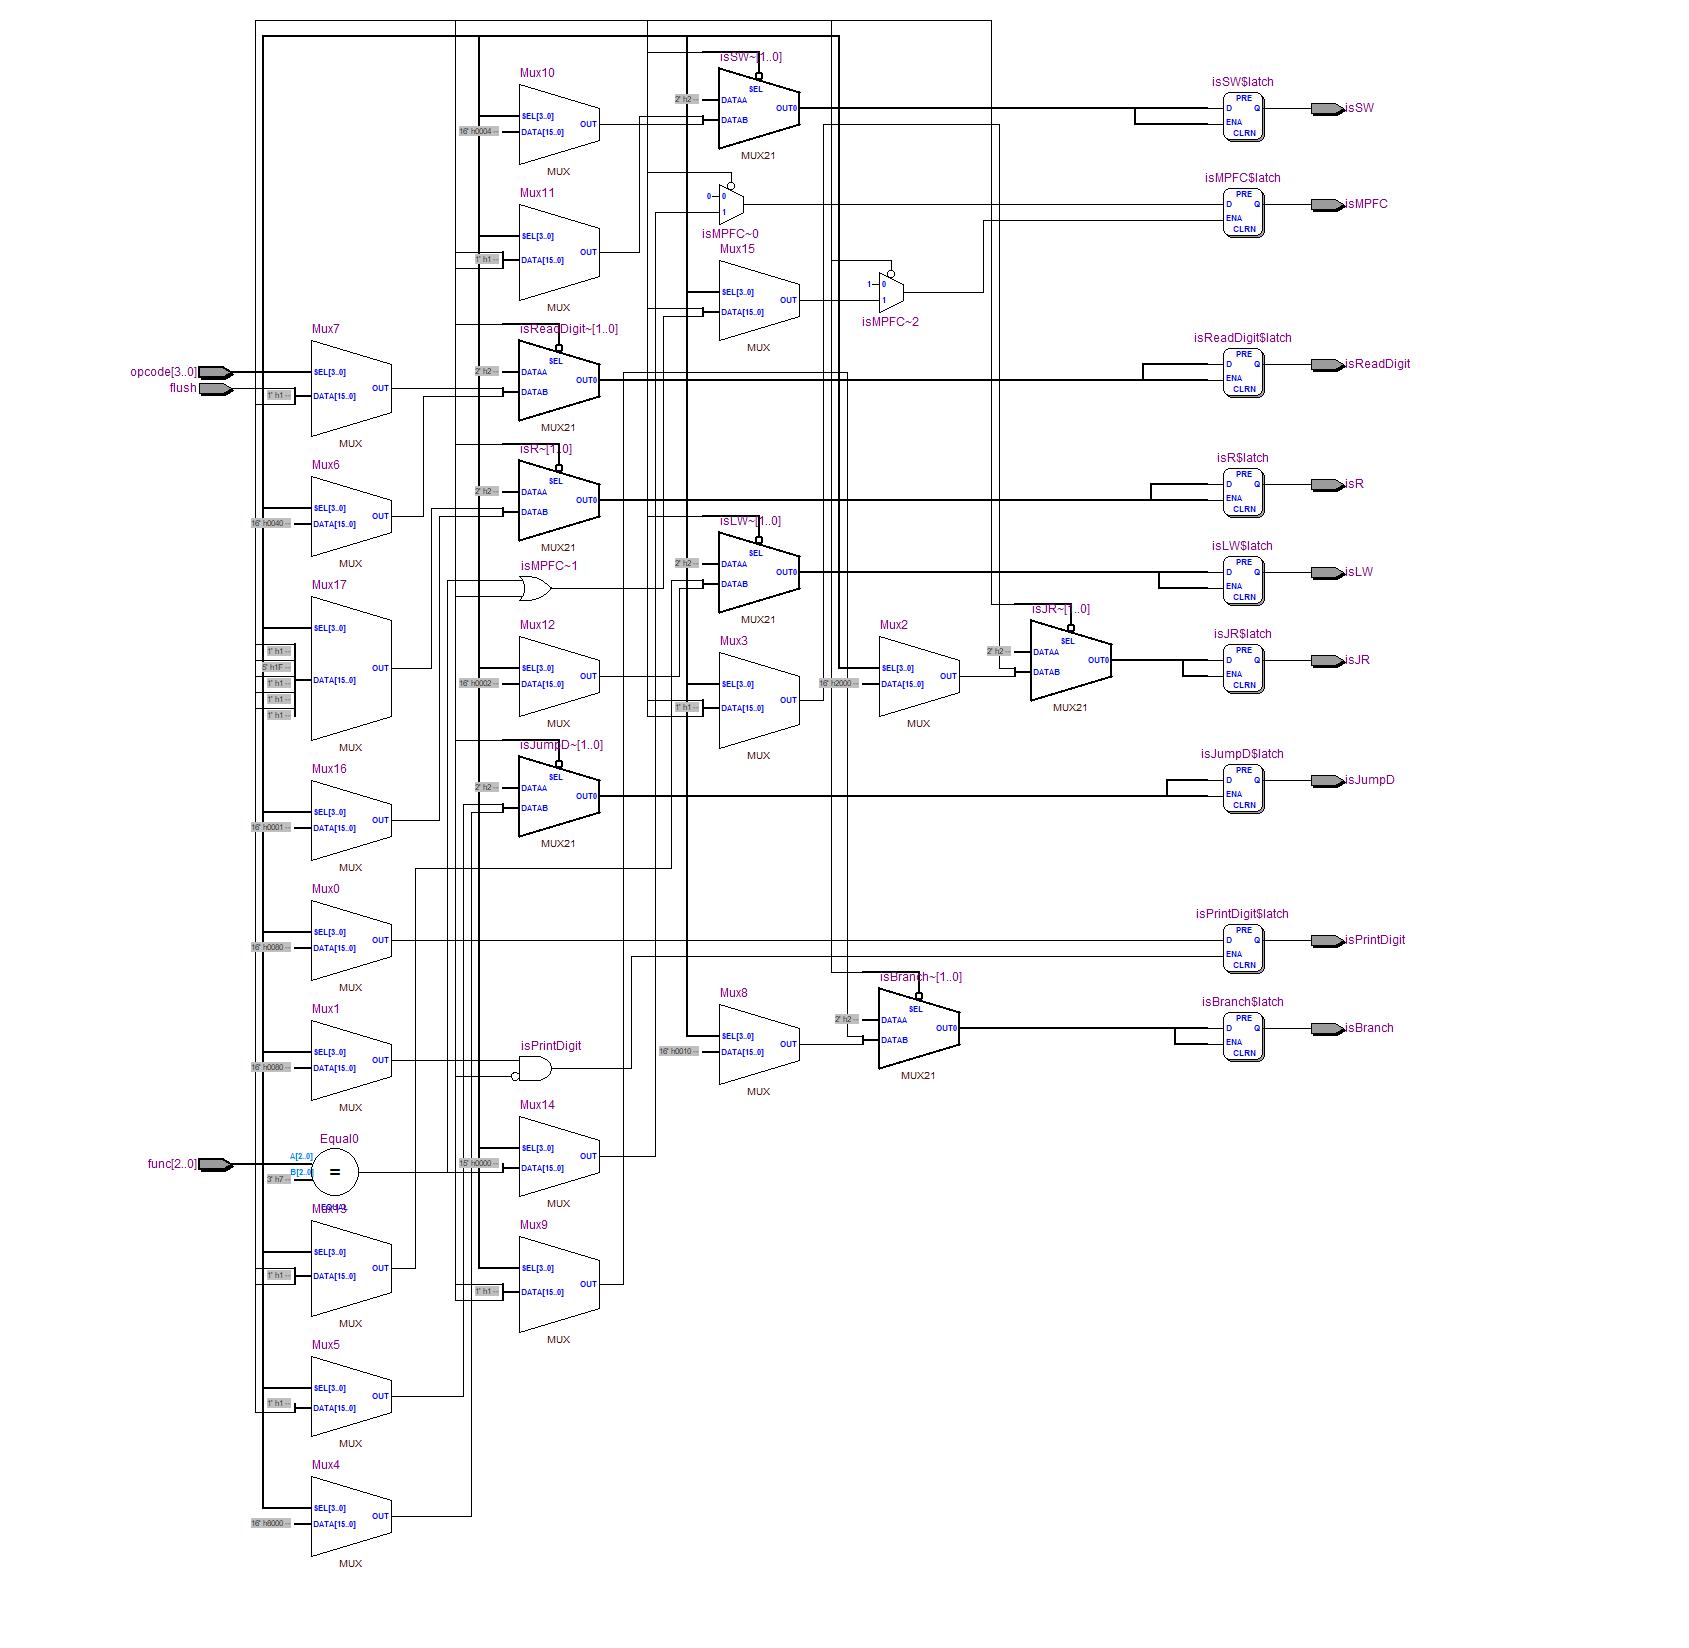 isSW~[1..0]
Mux10
SEL
2' h2 --
DATAA
DATAB
OUT0
MUX21
SEL[3..0]
16' h0004 --
DATA[15..0]
OUT
MUX
isSW$latch
PRE
D
Q
ENA
CLRN
isSW
Mux11
SEL[3..0]
1' h1 --
DATA[15..0]
OUT
MUX
0
0
1
isMPFC~0
isMPFC$latch
PRE
D
Q
ENA
CLRN
isMPFC
Mux15
SEL[3..0]
DATA[15..0]
OUT
MUX
1
0
1
isMPFC~2
Mux7
opcode[3..0]
flush
SEL[3..0]
1' h1 --
DATA[15..0]
OUT
MUX
isReadDigit~[1..0]
SEL
2' h2 --
DATAA
DATAB
OUT0
MUX21
isReadDigit$latch
PRE
D
Q
ENA
CLRN
isReadDigit
Mux6
SEL[3..0]
16' h0040 --
DATA[15..0]
OUT
MUX
isR~[1..0]
SEL
2' h2 --
DATAA
DATAB
OUT0
MUX21
isR$latch
PRE
D
Q
ENA
CLRN
isR
isLW~[1..0]
SEL
2' h2 --
DATAA
DATAB
OUT0
MUX21
isLW$latch
PRE
D
Q
ENA
CLRN
isLW
isMPFC~1
Mux17
SEL[3..0]
1' h1 --
5' h1F --
1' h1 --
1' h1 --
1' h1 --
DATA[15..0]
OUT
MUX
Mux12
SEL[3..0]
16' h0002 --
DATA[15..0]
OUT
MUX
Mux3
SEL[3..0]
1' h1 --
DATA[15..0]
OUT
MUX
Mux2
SEL[3..0]
16' h2000 --
DATA[15..0]
OUT
MUX
isJR~[1..0]
SEL
2' h2 --
DATAA
DATAB
OUT0
MUX21
isJR$latch
PRE
D
Q
ENA
CLRN
isJR
Mux16
SEL[3..0]
16' h0001 --
DATA[15..0]
OUT
MUX
isJumpD~[1..0]
SEL
2' h2 --
DATAA
DATAB
OUT0
MUX21
isJumpD$latch
PRE
D
Q
ENA
CLRN
isJumpD
Mux0
SEL[3..0]
16' h0080 --
DATA[15..0]
OUT
MUX
isPrintDigit$latch
PRE
D
Q
ENA
CLRN
isPrintDigit
Mux1
SEL[3..0]
16' h0080 --
DATA[15..0]
OUT
MUX
isPrintDigit
Mux8
SEL[3..0]
16' h0010 --
DATA[15..0]
OUT
MUX
isBranch~[1..0]
SEL
2' h2 --
DATAA
DATAB
OUT0
MUX21
isBranch$latch
PRE
D
Q
ENA
CLRN
isBranch
Equal0
func[2..0]
A[2..0]
B[2..0]
3' h7 --
=
EQUAL
Mux14
SEL[3..0]
15' h0000 --
DATA[15..0]
OUT
MUX
Mux13
SEL[3..0]
1' h1 --
DATA[15..0]
OUT
MUX
Mux9
SEL[3..0]
1' h1 --
DATA[15..0]
OUT
MUX
Mux5
SEL[3..0]
1' h1 --
DATA[15..0]
OUT
MUX
Mux4
SEL[3..0]
DATA[15..0]
OUT
MUX